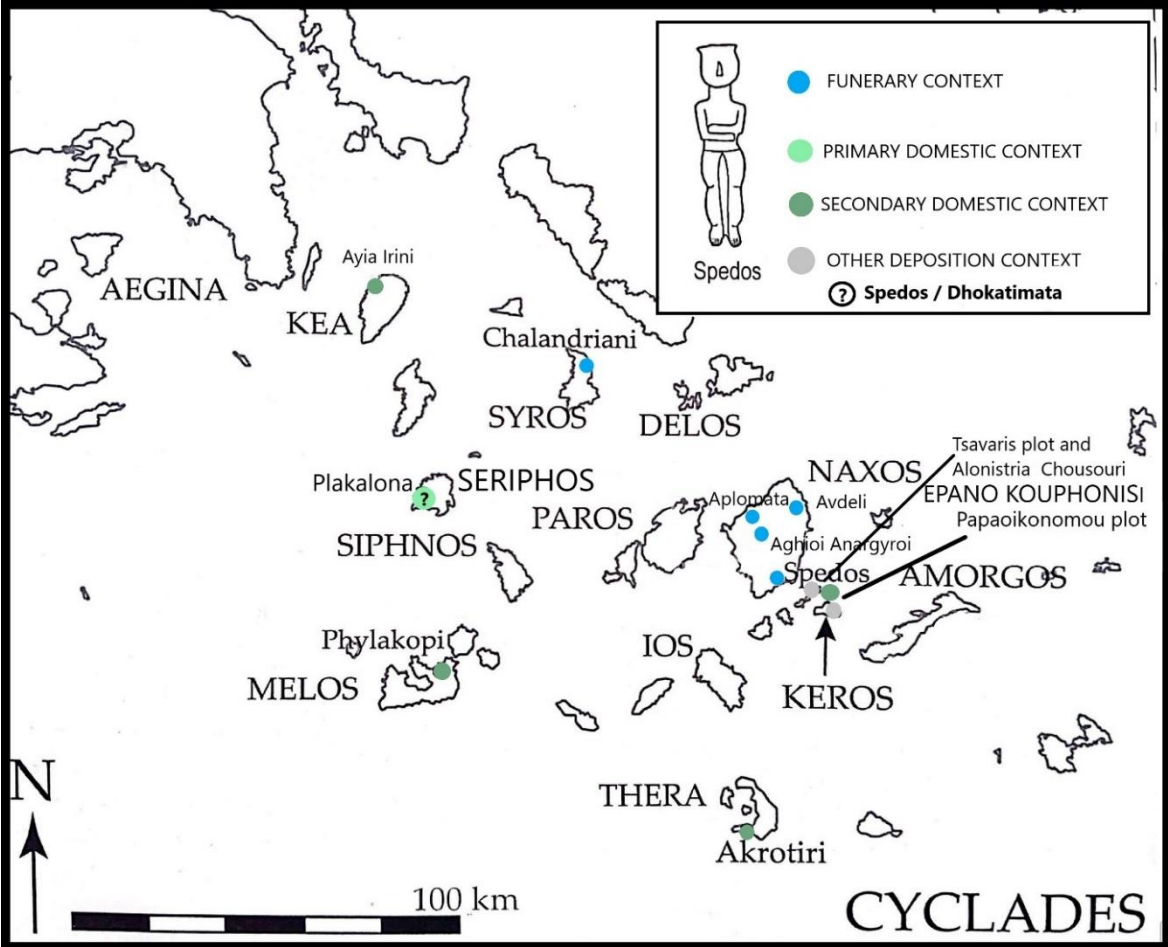 FUNERARY CONTEXT
PRIMARY DOMESTIC CONTEXT
SECONDARY DOMESTIC CONTEXT
OTHER DEPOSITION CONTEXT
Spedos
? Spedos / Dhokatimata
Ayia Irini
AEGINA
KEA
Chalandriani
SYROS
DELOS
Tsavaris plot and
Alonistria Chousouri
EPANO KOUPHONISI
Papaoikonomou plot
Plakalona
?
SERIPHOS
NAXOS
Aplomata
Avdeli
PAROS
Aghioi Anargyroi
SIPHNOS
Spedos
AMORGOS
Phylakopi
IOS
MELOS
KEROS
N
THERA
Akrotiri
100 km
CYCLADES